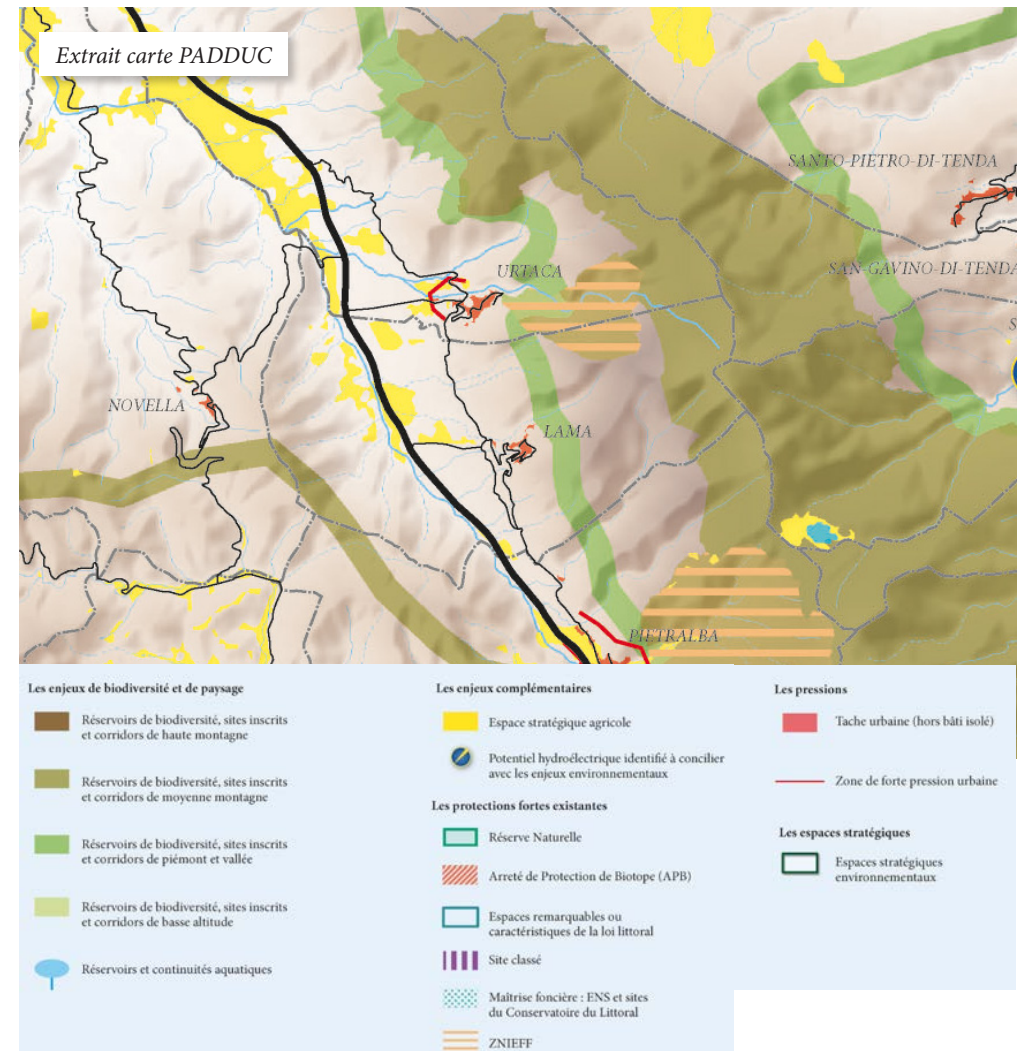 Extrait carte PADDUC
SANTO-PIETRO-DI-TENDA
URTACA
SAN-GAVINO-DI-TENDA
S
NOVELLA
LAMA
PIETRALBA
Les enjeux de biodiversité et de paysage
Réservoirs de biodiversité, sites inscrits
et corridors de haute montagne
Réservoirs de biodiversité, sites inscrits
et corridors de moyenne montagne
Réservoirs de biodiversité, sites inscrits
et corridors de piémont et vallée
Réservoirs de biodiversité, sites inscrits
et corridors de basse altitude
Réservoirs et continuités aquatiques
Les enjeux complémentaires
Espace stratégique agricole
Potentiel hydroélectrique identifié à concilier
avec les enjeux environnementaux
Les protections fortes existantes
Réserve Naturelle
Arreté de Protection de Biotope (APB)
Espaces remarquables ou
caractéristiques de la loi littoral
Site classé
Maîtrise foncière : ENS et sites
du Conservatoire du Littoral
ZNIEFF
Les pressions
Tache urbaine (hors bâti isolé)
Zone de forte pression urbaine
Les espaces stratégiques
Espaces stratégiques
environnementaux